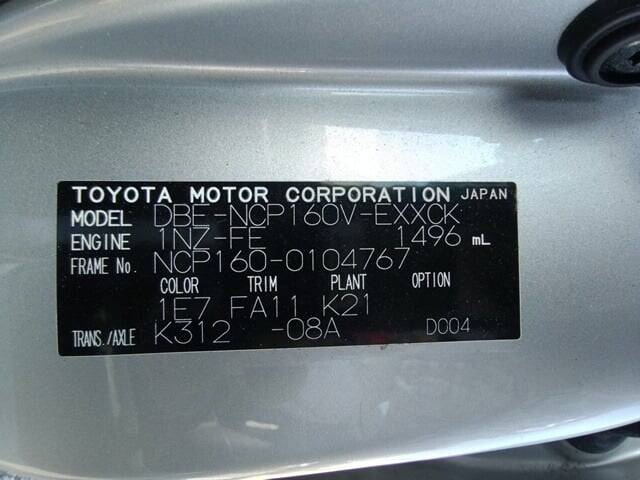 TOYOTA MOTOR CORPORATION JAPAN
MODEL DBE-NCP160V-EXXCK
ENGINE 1NZ-FE 1496 mL
FRAME No. NCP160-0104767
COLOR TRIM PLANT OPTION
1E7 FA11 K21
TRANS./AXLE K312 -08A D004